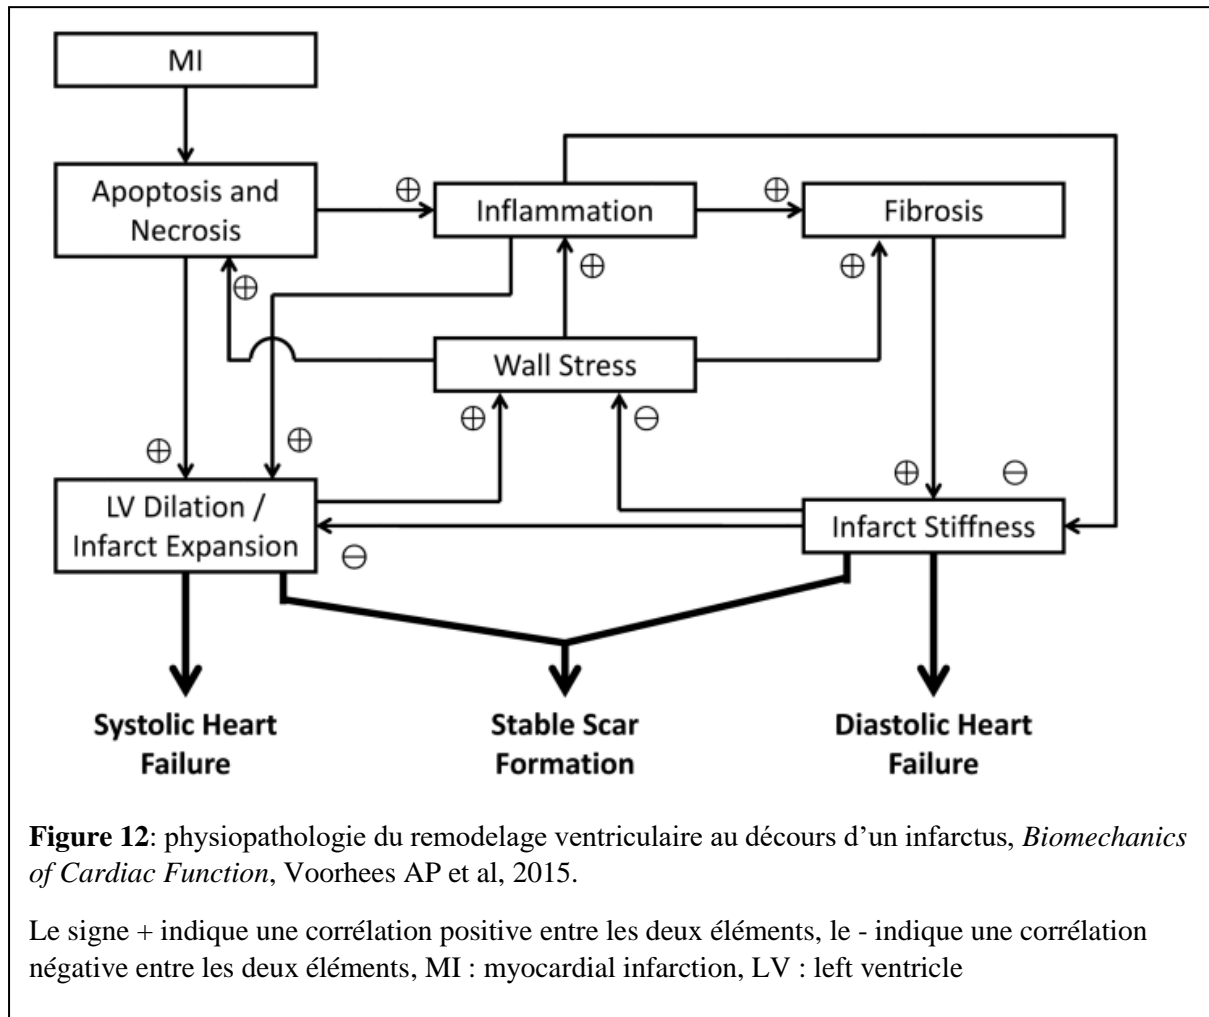 MI
Apoptosis and
Necrosis
⊕
Inflammation
⊕
Fibrosis
⊕
⊕
⊕
Wall Stress
⊕
⊕
⊕
⊖
⊕
⊖
LV Dilation /
Infarct Expansion
⊖
Infarct Stiffness
Systolic Heart
Failure
Stable Scar
Formation
Diastolic Heart
Failure
Figure 12: physiopathologie du remodelage ventriculaire au décours d’un infarctus, Biomechanics
of Cardiac Function, Voorhees AP et al, 2015.
Le signe + indique une corrélation positive entre les deux éléments, le - indique une corrélation
négative entre les deux éléments, MI : myocardial infarction, LV : left ventricle